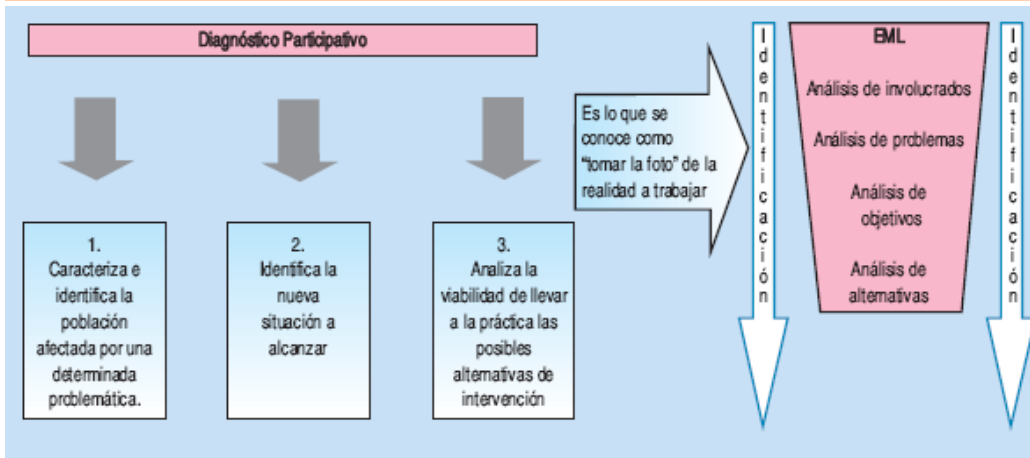 Diagnóstico Participativo
1.
Caracteriza e
identifica la
población
afectada por una
determinada
problemática.
2.
Identifica la
nueva
situación a
alcanzar
3.
Analiza la
viabilidad de llevar
a la práctica las
posibles
alternativas de
intervención
Es lo que se
conoce como
“tomar la foto” de la
realidad a trabajar
Identificación
EML
Análisis de involucrados
Análisis de problemas
Análisis de
objetivos
Análisis de
alternativas
Identificación